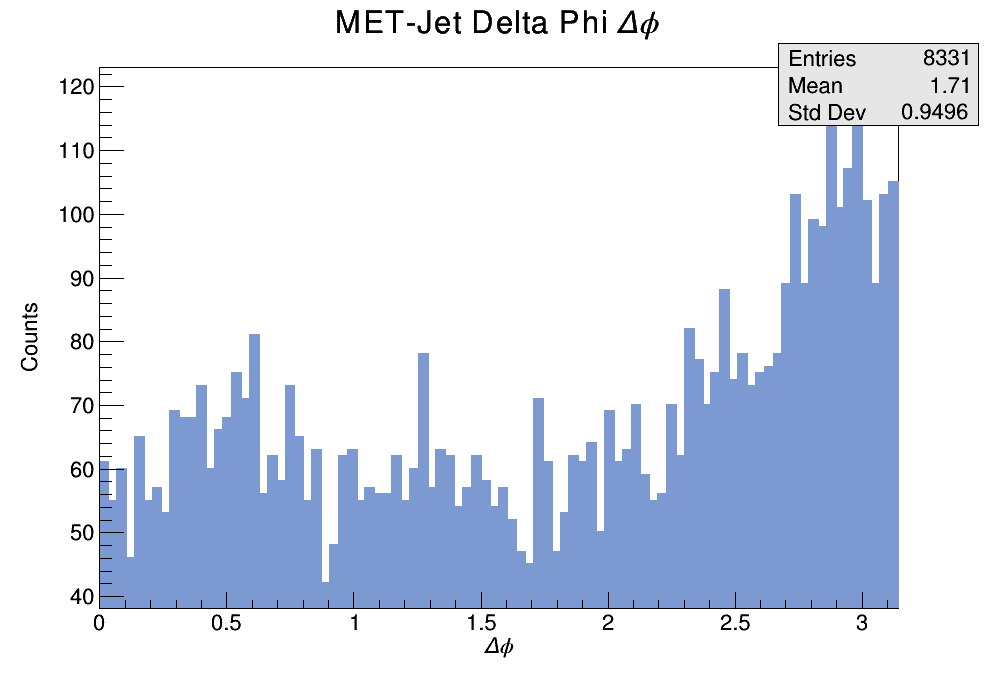 MET-Jet Delta Phi Δϕ
Entries 8331
Mean 1.71
Std Dev 0.9496
120
110
100
90
80
70
60
50
40
Counts
0 0.5 1 1.5 2 2.5 3
Δϕ